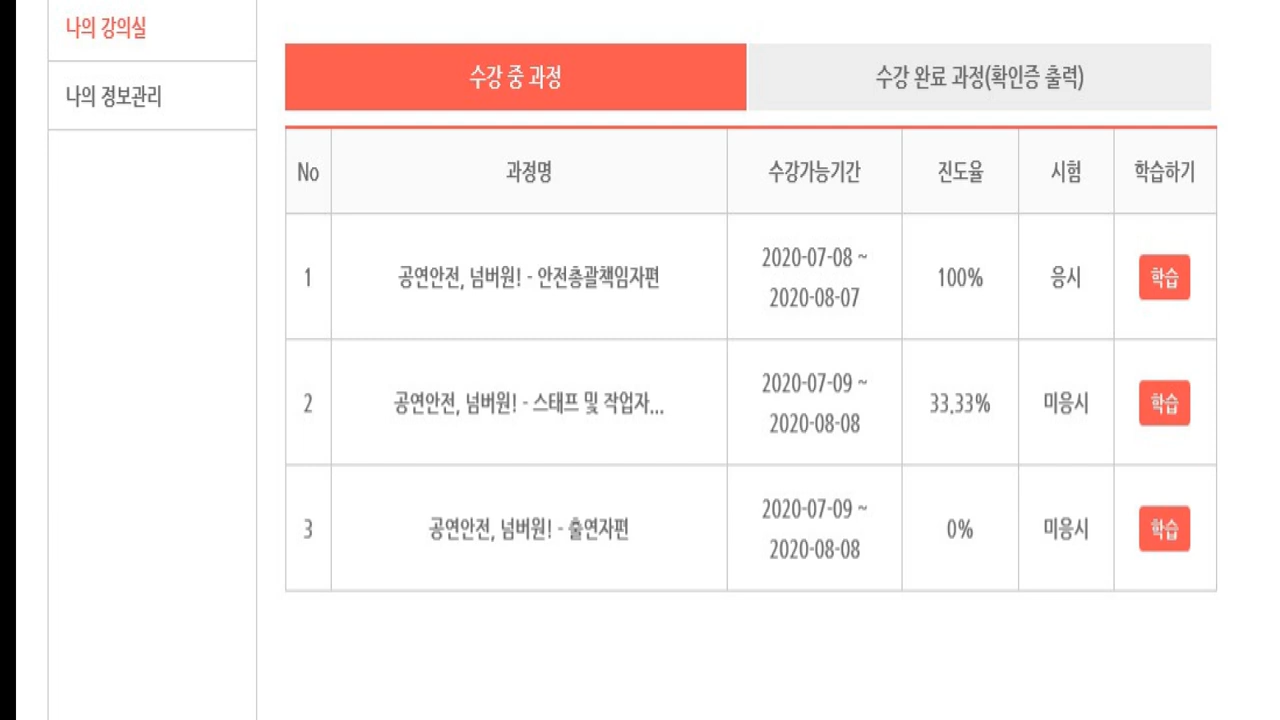 나의 강의실
나의 정보관리
수강 중 과정
수강 완료 과정(확인증 출력)
No 과정명 수강가능기간 진도율 시험 학습하기
1 공연안전, 넘버원! - 안전총괄책임자편 2020-07-08 ~ 2020-08-07 100% 응시 학습
2 공연안전, 넘버원! - 스태프 및 작업자... 2020-07-09 ~ 2020-08-08 33.33% 미응시 학습
3 공연안전, 넘버원! - 출연자편 2020-07-09 ~ 2020-08-08 0% 미응시 학습